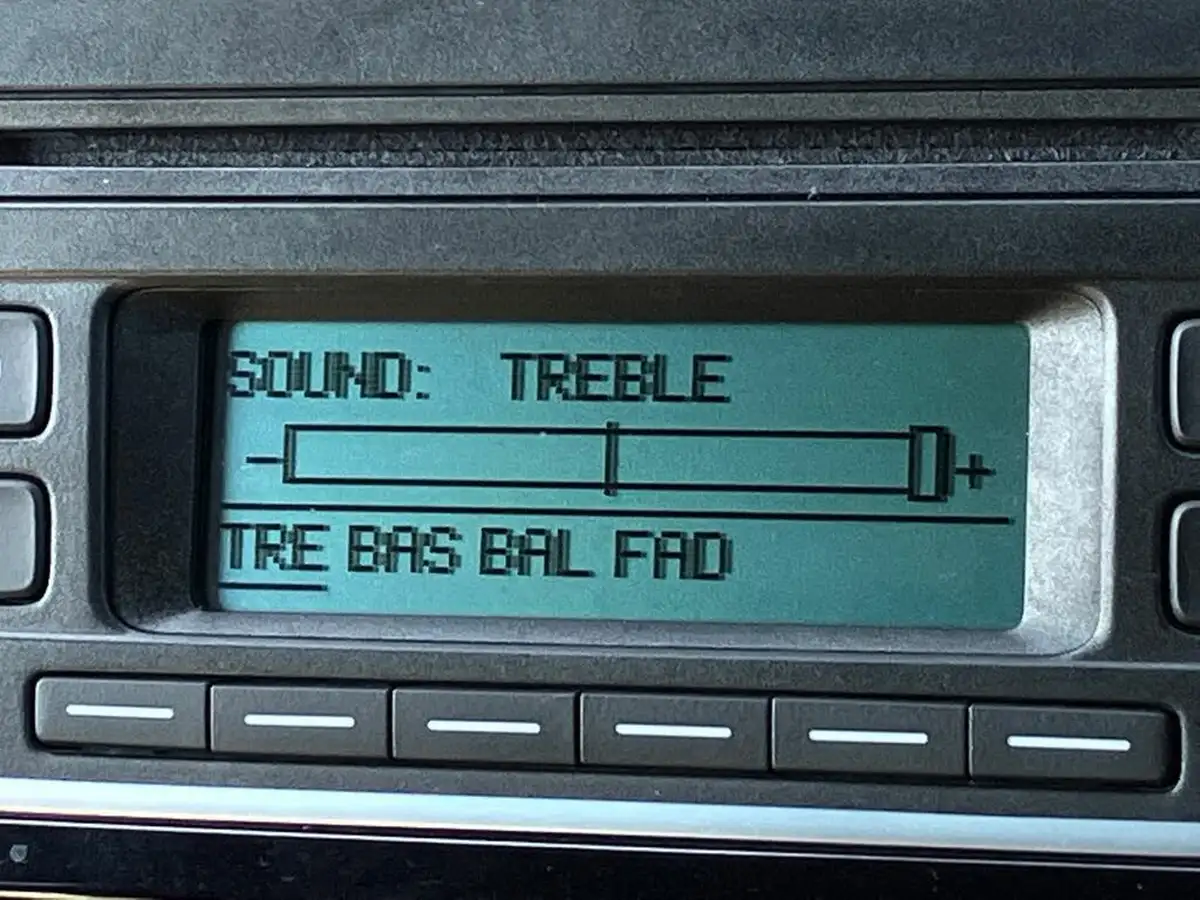 SOUND: TREBLE
- +
TRE BAS BAL FAD